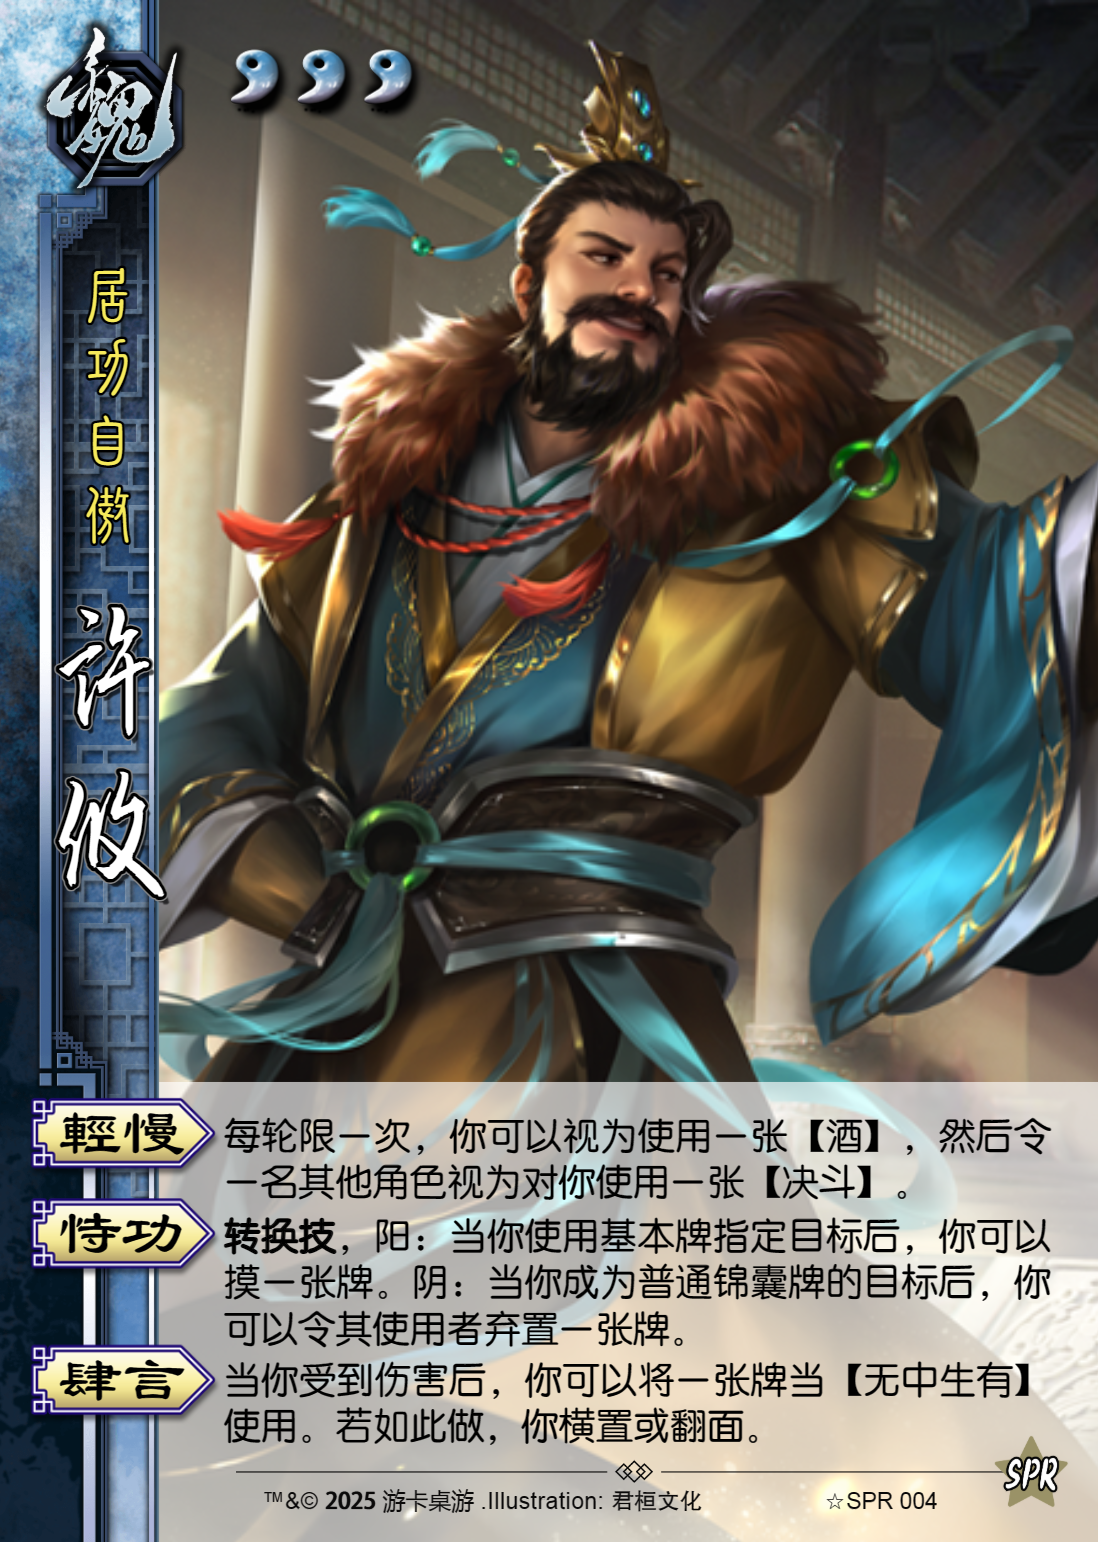 魏
居功自傲
许攸
輕慢
每轮限一次，你可以视为使用一张【酒】，然后令
一名其他角色视为对你使用一张【决斗】。
恃功
转换技，阳：当你使用基本牌指定目标后，你可以
摸一张牌。阴：当你成为普通锦囊牌的目标后，你
可以令其使用者弃置一张牌。
肆言
当你受到伤害后，你可以将一张牌当【无中生有】
使用。若如此做，你横置或翻面。
SPR
™&© 2025 游卡桌游 .Illustration: 君桓文化 ☆SPR 004